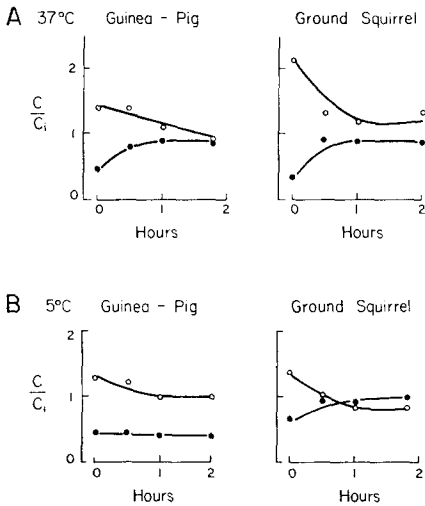 A 37°C Guinea - Pig Ground Squirrel
2
C
Ci
1
0
0 1 2 0 1 2
Hours Hours
B 5°C Guinea - Pig Ground Squirrel
2
C
Ci
1
0
0 1 2 0 1 2
Hours Hours